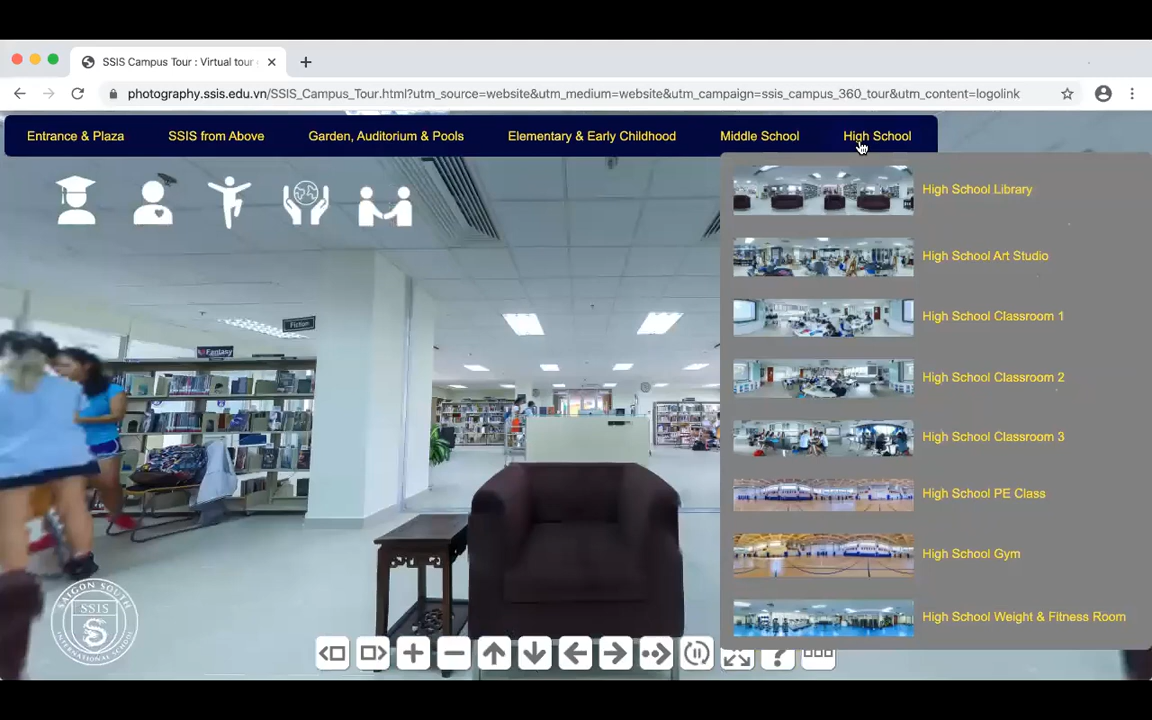 SSIS Campus Tour : Virtual tour
photography.ssis.edu.vn/SSIS_Campus_Tour.html?utm_source=website&utm_medium=website&utm_campaign=ssis_campus_360_tour&utm_content=logolink
Entrance & Plaza
SSIS from Above
Garden, Auditorium & Pools
Elementary & Early Childhood
Middle School
High School
High School Library
High School Art Studio
High School Classroom 1
High School Classroom 2
High School Classroom 3
High School PE Class
High School Gym
High School Weight & Fitness Room
Fiction
Fantasy
SAIGON SOUTH
SSIS
INTERNATIONAL SCHOOL
?